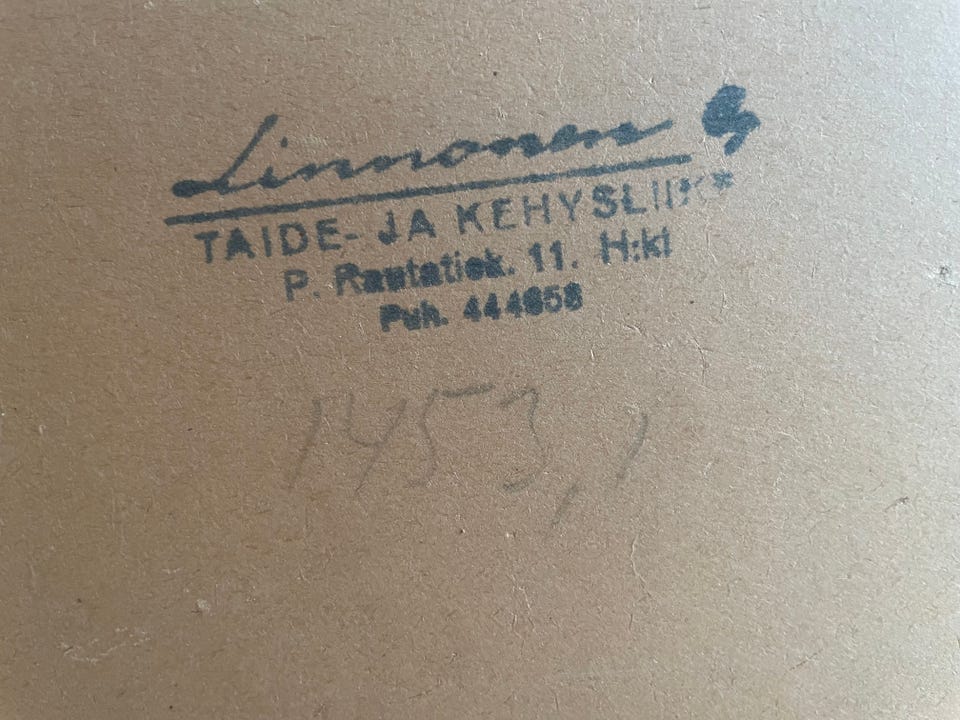 Linnonen
TAIDE- JA KEHYSLIIKE
P. Rautatiek. 11. H:ki
Puh. 444658
1453,1